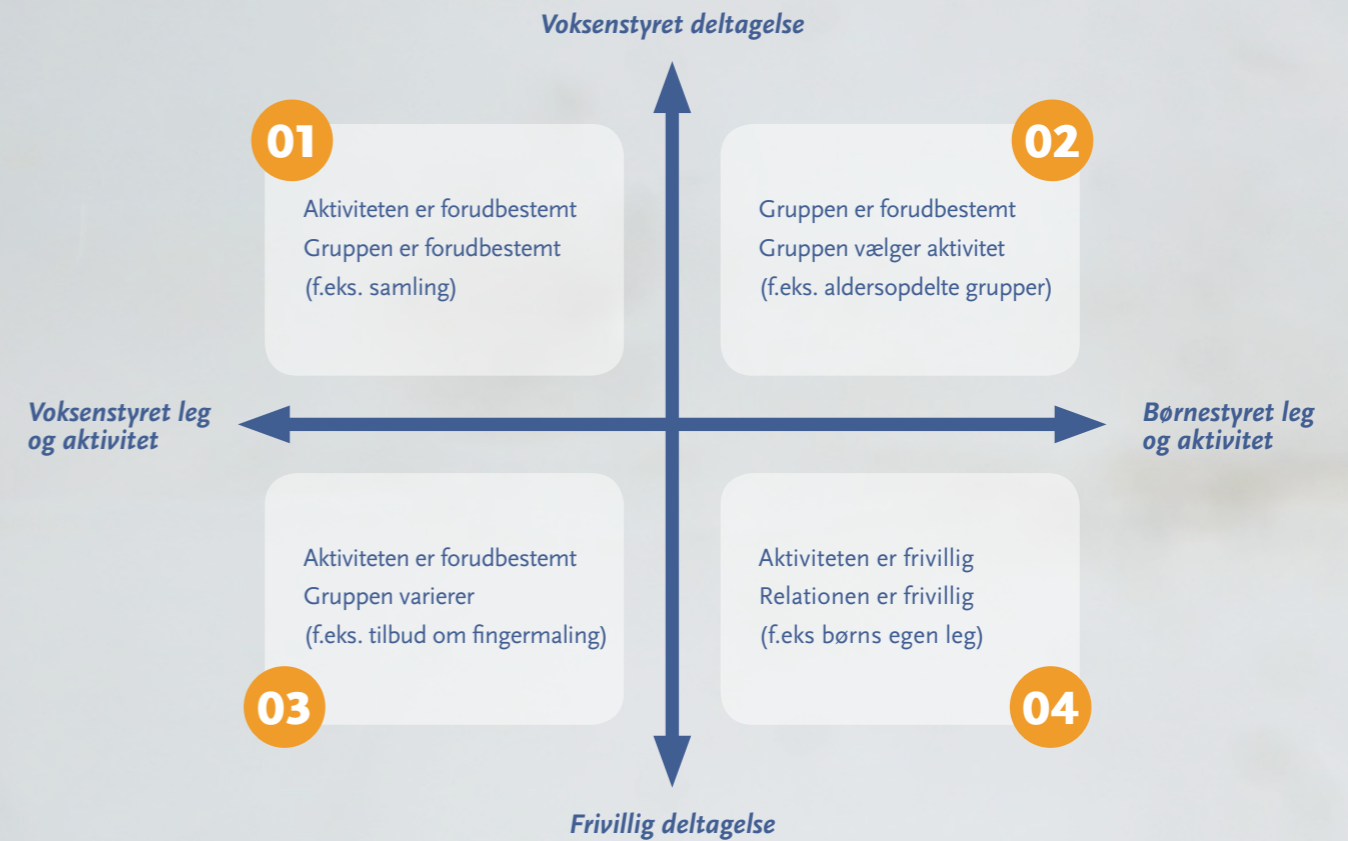 Voksenstyret deltagelse
01
Aktiviteten er forudbestemt
Gruppen er forudbestemt
(f.eks. samling)
02
Gruppen er forudbestemt
Gruppen vælger aktivitet
(f.eks. aldersopdelte grupper)
Voksenstyret leg
og aktivitet
Børnestyret leg
og aktivitet
Aktiviteten er forudbestemt
Gruppen varierer
(f.eks. tilbud om fingermaling)
03
Aktiviteten er frivillig
Relationen er frivillig
(f.eks børns egen leg)
04
Frivillig deltagelse